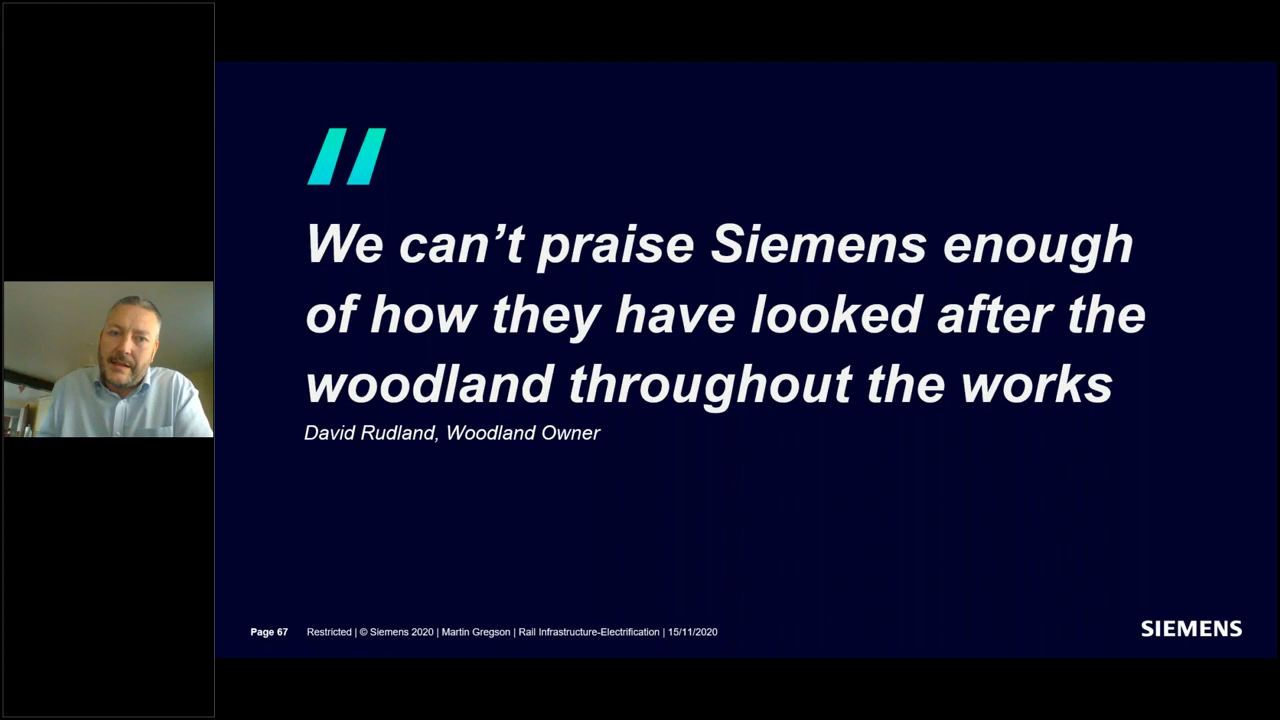 We can’t praise Siemens enough
of how they have looked after the
woodland throughout the works
David Rudland, Woodland Owner
Page 67 Restricted | © Siemens 2020 | Martin Gregson | Rail Infrastructure-Electrification | 15/11/2020
SIEMENS